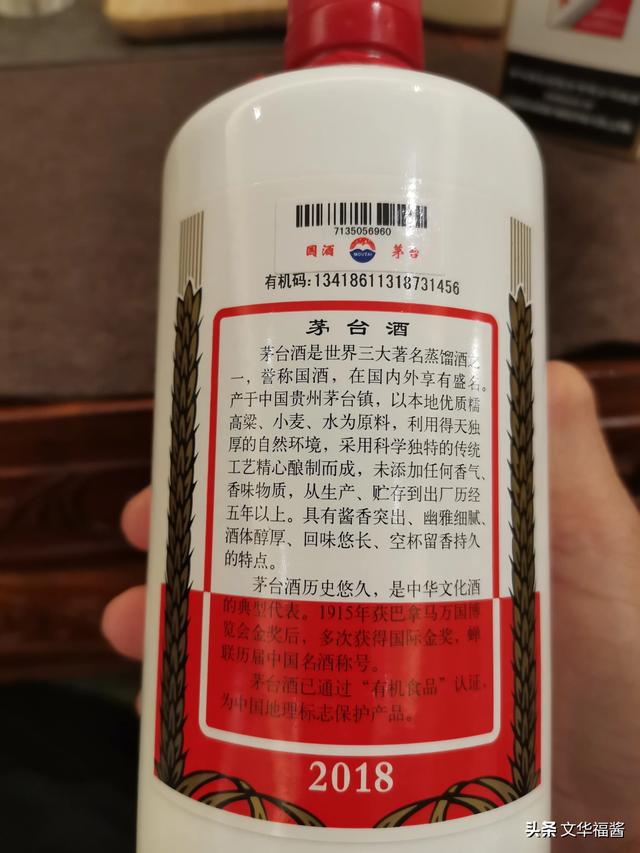 7135056960
国酒 MOUTAI 茅台
有机码:13418611318731456
茅台酒
茅台酒是世界三大著名蒸馏酒之
一，誉称国酒，在国内外享有盛名。
产于中国贵州茅台镇，以本地优质糯
高粱、小麦、水为原料，利用得天独
厚的自然环境，采用科学独特的传统
工艺精心酿制而成，未添加任何香气、
香味物质，从生产、贮存到出厂历经
五年以上。具有酱香突出、幽雅细腻、
酒体醇厚、回味悠长、空杯留香持久
的特点。
茅台酒历史悠久，是中华文化酒
的典型代表。1915年获巴拿马万国博
览会金奖后，多次获得国际金奖，蝉
联历届中国名酒称号。
茅台酒已通过“有机食品”认证，
为中国地理标志保护产品。
2018
头条 文华福酱